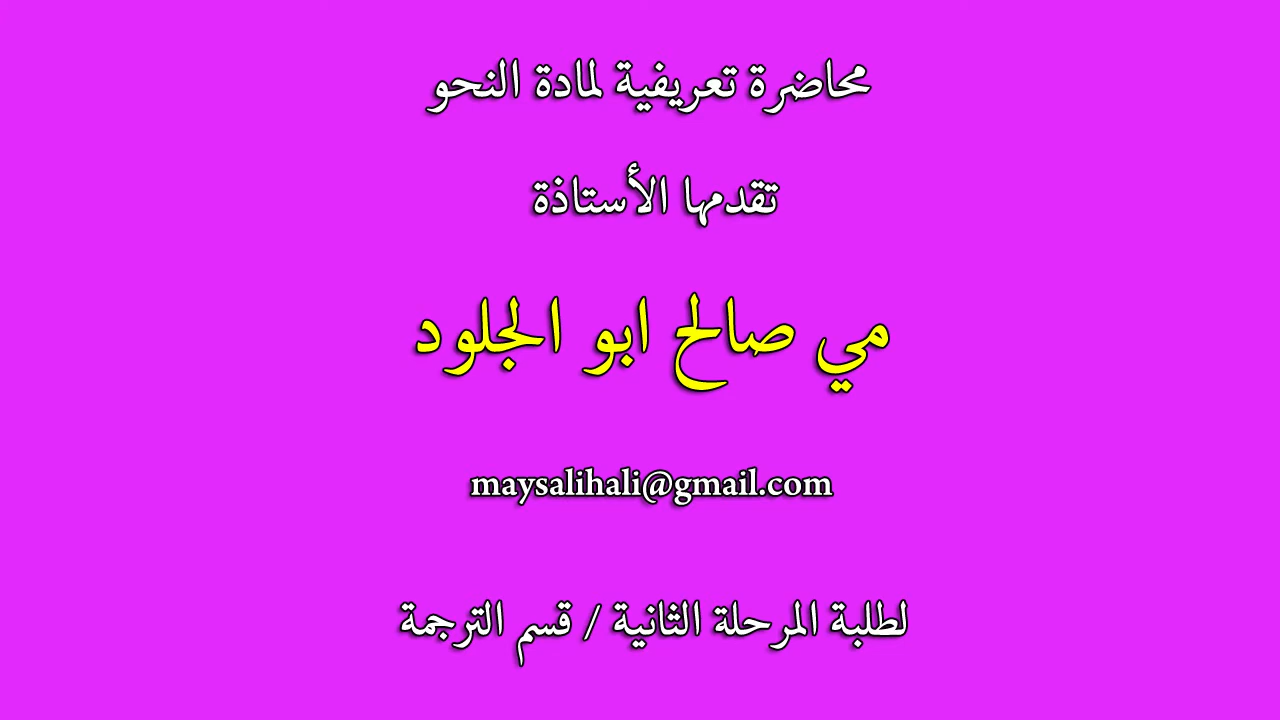 محاضرة تعريفية لمادة النحو
تقدمها الأستاذة
مي صالح ابو الجلود
maysalihali@gmail.com
لطلبة المرحلة الثانية / قسم الترجمة